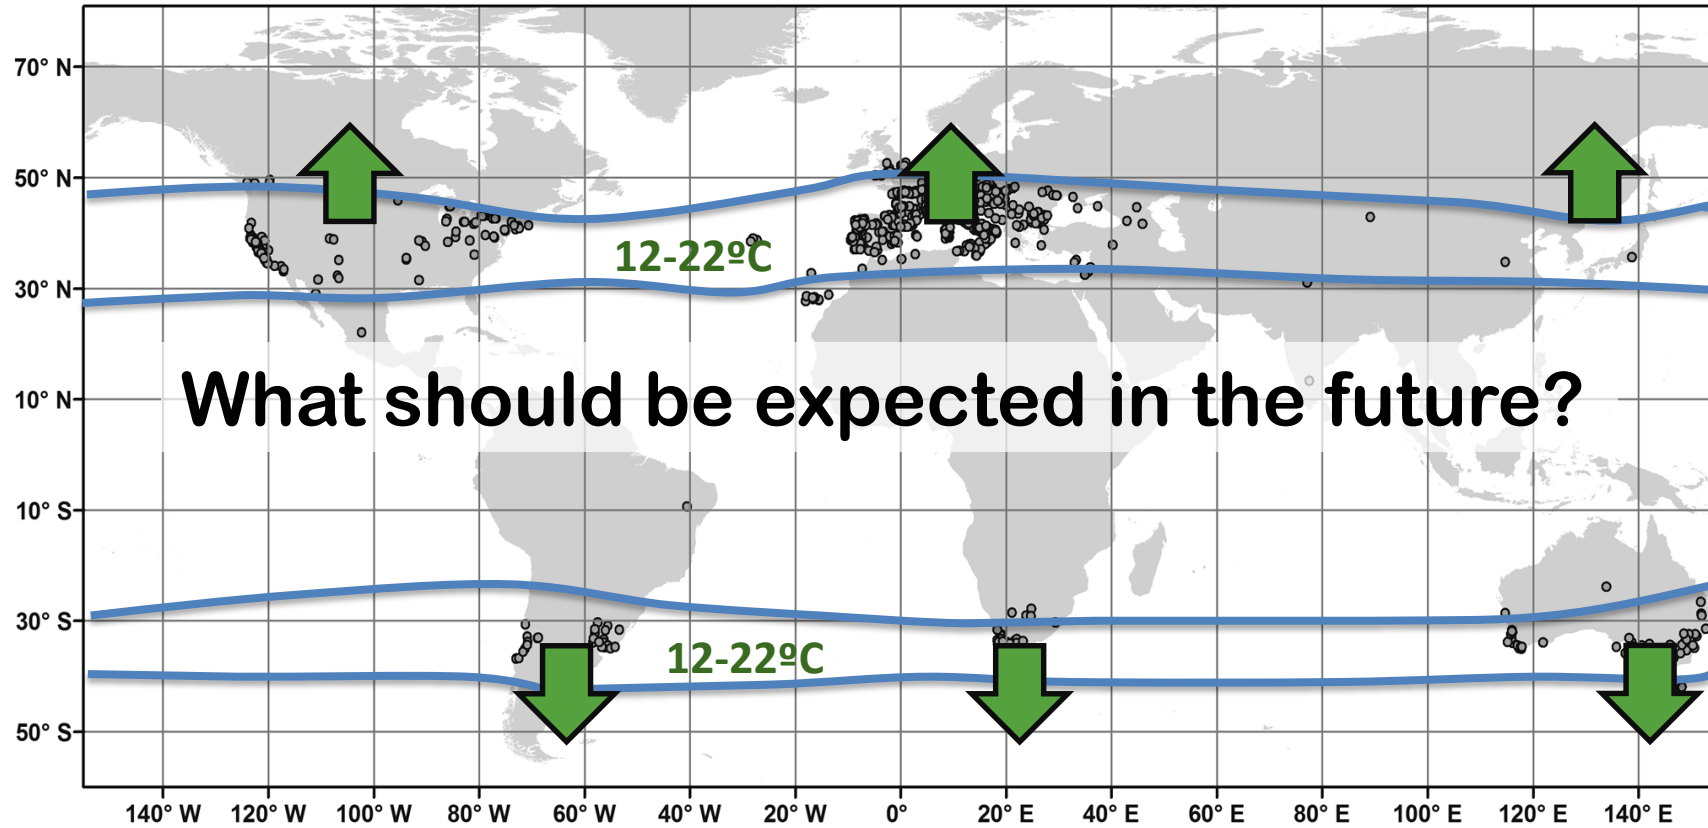 70° N
50° N
12-22ºC
30° N
What should be expected in the future?
10° N
10° S
30° S
12-22ºC
50° S
140° W 120° W 100° W 80° W 60° W 40° W 20° W 0° 20° E 40° E 60° E 80° E 100° E 120° E 140° E